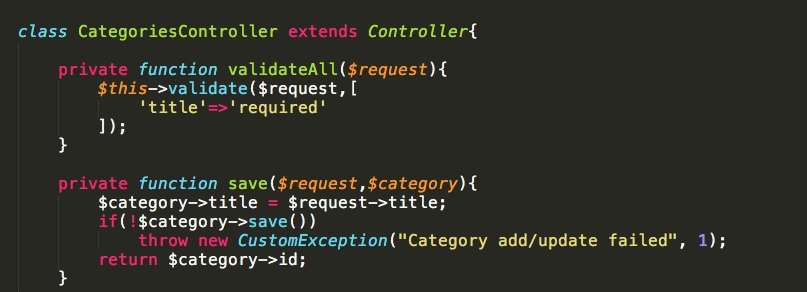 class CategoriesController extends Controller{
private function validateAll($request){
$this->validate($request,[
'title'=>'required'
]);
}
private function save($request,$category){
$category->title = $request->title;
if(!$category->save())
throw new CustomException("Category add/update failed", 1);
return $category->id;
}